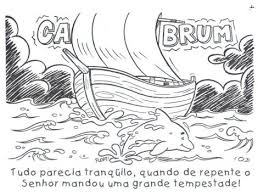 CA BRUM
Tudo parecia tranqüilo, quando de repente o
Senhor mandou uma grande tempestade!